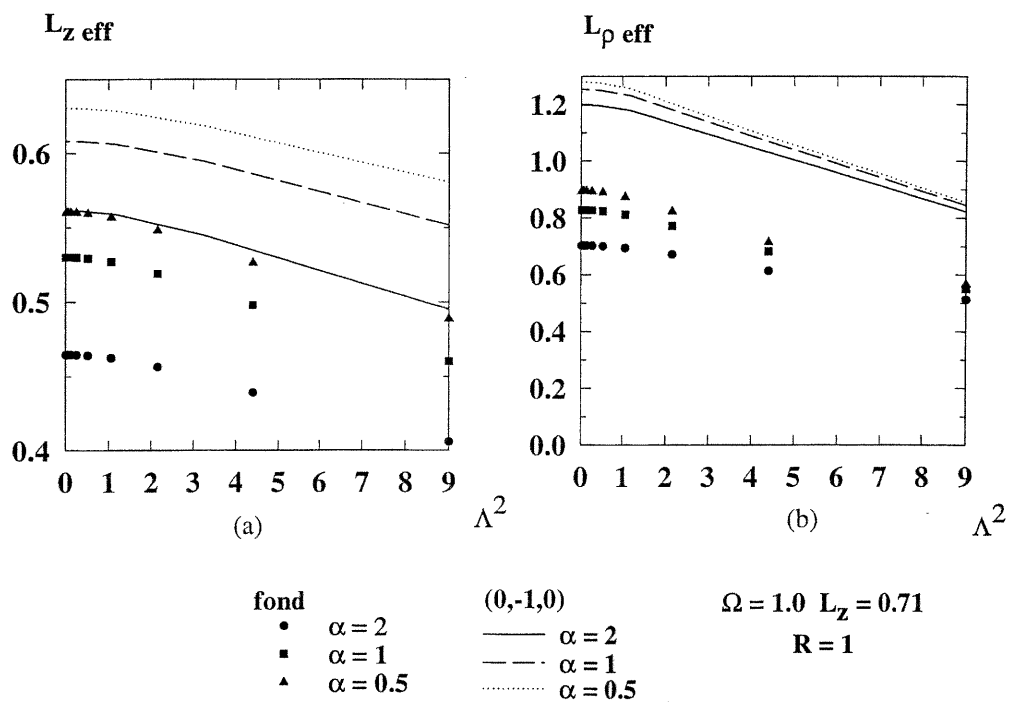 L_z eff
L_ρ eff
0.6
0.5
0.4
0 1 2 3 4 5 6 7 8 9
Λ²
(a)
1.2
1.0
0.8
0.6
0.4
0.2
0.0
0 1 2 3 4 5 6 7 8 9
Λ²
(b)
fond
α = 2
α = 1
α = 0.5
(0,-1,0)
α = 2
α = 1
α = 0.5
Ω = 1.0 L_z = 0.71
R = 1